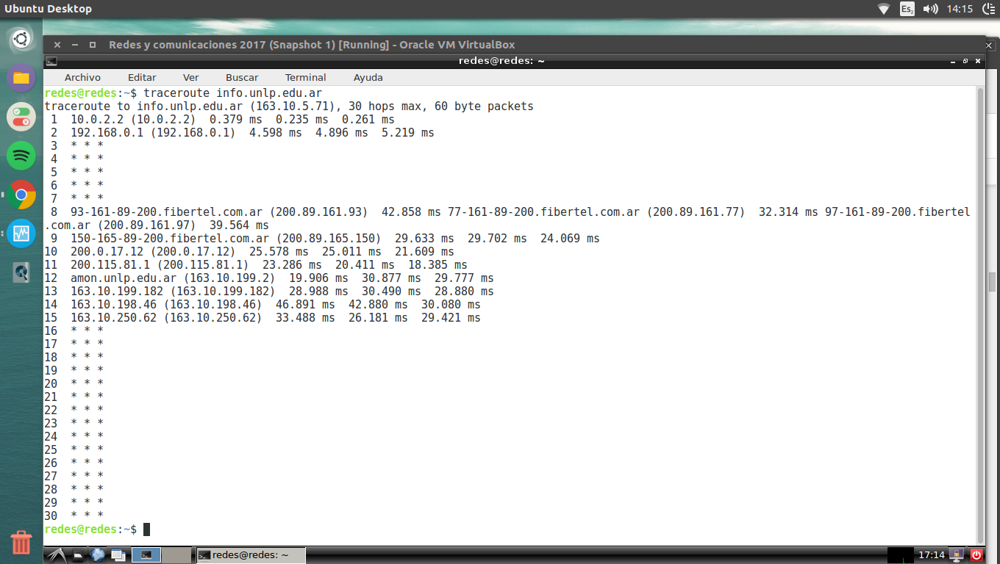 Ubuntu Desktop
Es2
14:15
Redes y comunicaciones 2017 (Snapshot 1) [Running] - Oracle VM VirtualBox
redes@redes: ~
Archivo Editar Ver Buscar Terminal Ayuda
redes@redes:~$ traceroute info.unlp.edu.ar
traceroute to info.unlp.edu.ar (163.10.5.71), 30 hops max, 60 byte packets
 1  10.0.2.2 (10.0.2.2)  0.379 ms  0.235 ms  0.261 ms
 2  192.168.0.1 (192.168.0.1)  4.598 ms  4.896 ms  5.219 ms
 3  * * *
 4  * * *
 5  * * *
 6  * * *
 7  * * *
 8  93-161-89-200.fibertel.com.ar (200.89.161.93)  42.858 ms 77-161-89-200.fibertel.com.ar (200.89.161.77)  32.314 ms 97-161-89-200.fibertel
.com.ar (200.89.161.97)  39.564 ms
 9  150-165-89-200.fibertel.com.ar (200.89.165.150)  29.633 ms  29.702 ms  24.069 ms
10  200.0.17.12 (200.0.17.12)  25.578 ms  25.011 ms  21.609 ms
11  200.115.81.1 (200.115.81.1)  23.286 ms  20.411 ms  18.385 ms
12  amon.unlp.edu.ar (163.10.199.2)  19.906 ms  30.877 ms  29.777 ms
13  163.10.199.182 (163.10.199.182)  28.988 ms  30.490 ms  28.880 ms
14  163.10.198.46 (163.10.198.46)  46.891 ms  42.880 ms  30.080 ms
15  163.10.250.62 (163.10.250.62)  33.488 ms  26.181 ms  29.421 ms
16  * * *
17  * * *
18  * * *
19  * * *
20  * * *
21  * * *
22  * * *
23  * * *
24  * * *
25  * * *
26  * * *
27  * * *
28  * * *
29  * * *
30  * * *
redes@redes:~$
redes@redes: ~
17:14